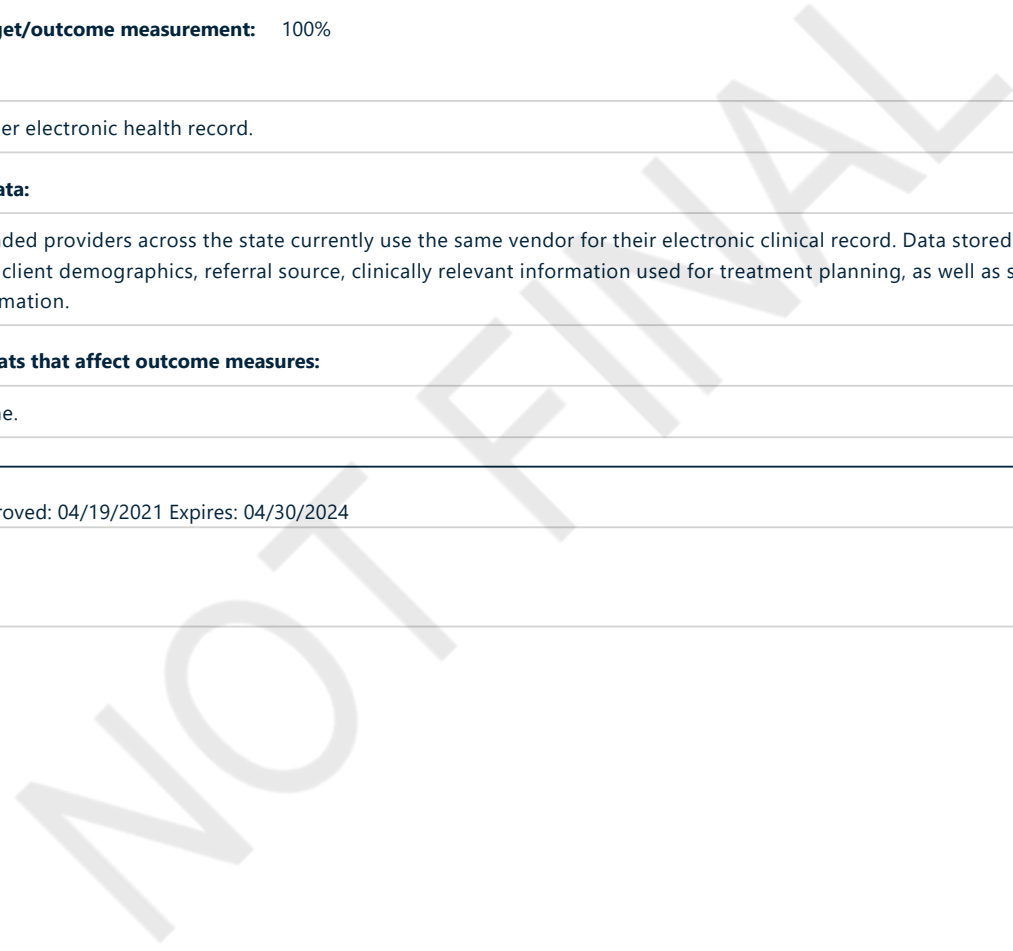 get/outcome measurement: 100%
er electronic health record.
ata:
ded providers across the state currently use the same vendor for their electronic clinical record. Data stored
client demographics, referral source, clinically relevant information used for treatment planning, as well as s
mation.
ats that affect outcome measures:
e.
roved: 04/19/2021 Expires: 04/30/2024
NOT FINAL